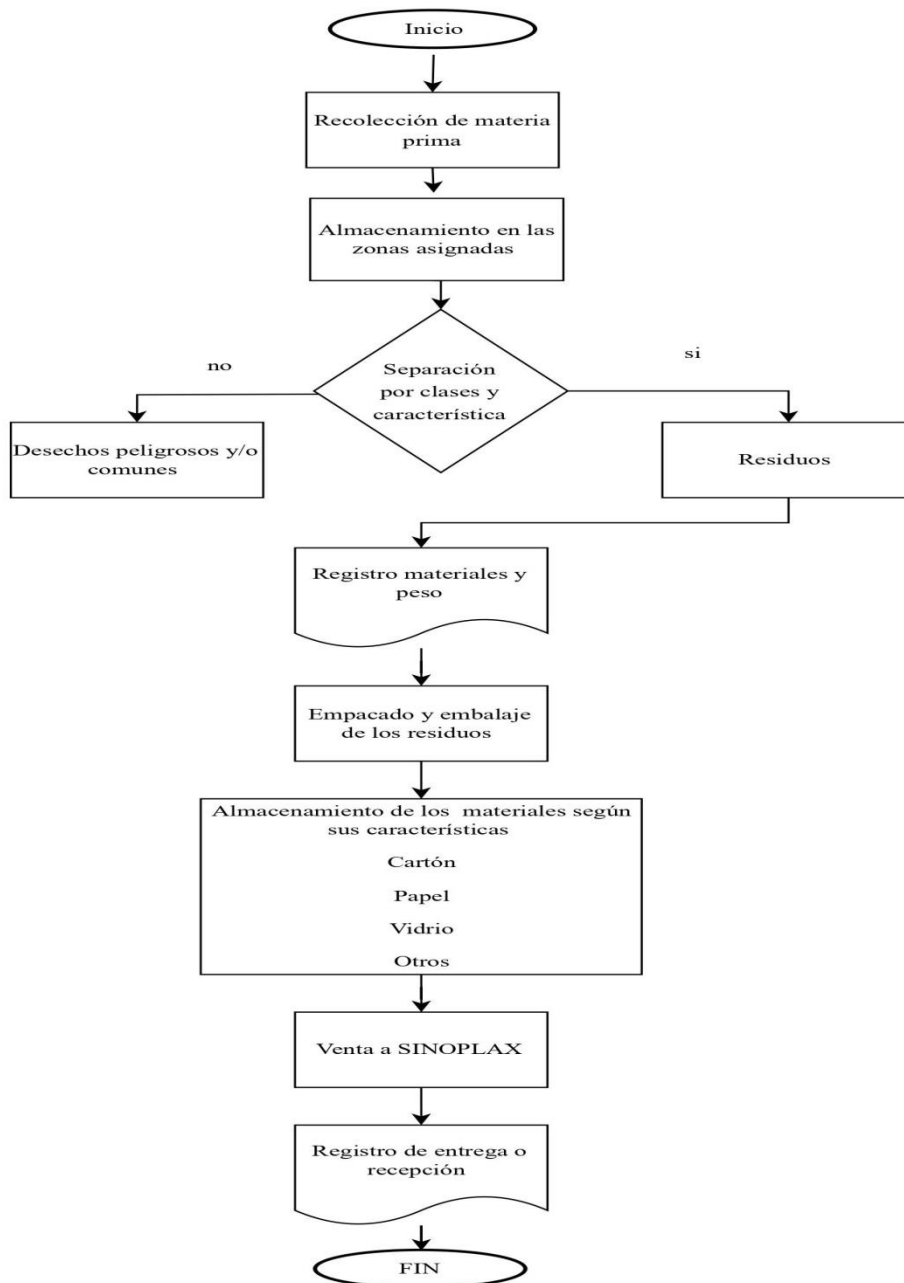 Inicio
Recolección de materia
prima
Almacenamiento en las
zonas asignadas
no
si
Separación
por clases y
característica
Desechos peligrosos y/o
comunes
Residuos
Registro materiales y
peso
Empacado y embalaje
de los residuos
Almacenamiento de los materiales según
sus características
Cartón
Papel
Vidrio
Otros
Venta a SINOPLAX
Registro de entrega o
recepción
FIN